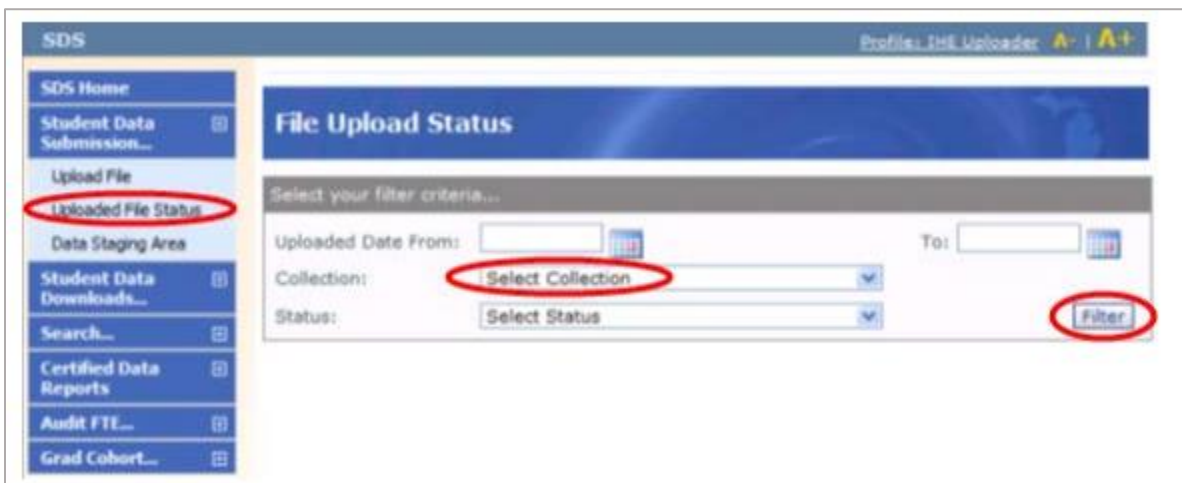 SDS
Profile: IHE Uploader A- | A+
SDS Home
Student Data
Submission...
Upload File
Uploaded File Status
Data Staging Area
Student Data
Downloads...
Search...
Certified Data
Reports
Audit FTE...
Grad Cohort...
File Upload Status
Select your filter criteria...
Uploaded Date From:
To:
Collection:
Select Collection
Status:
Select Status
Filter